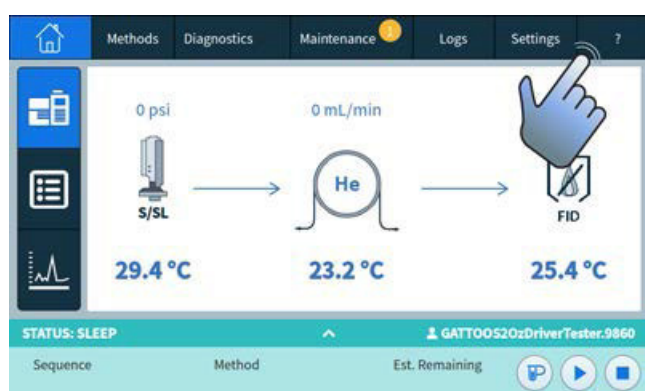 Methods Diagnostics Maintenance 1 Logs Settings ?
0 psi 0 mL/min
He
S/SL FID
29.4 °C 23.2 °C 25.4 °C
STATUS: SLEEP GATTOOS2OzDriverTester.9860
Sequence Method Est. Remaining